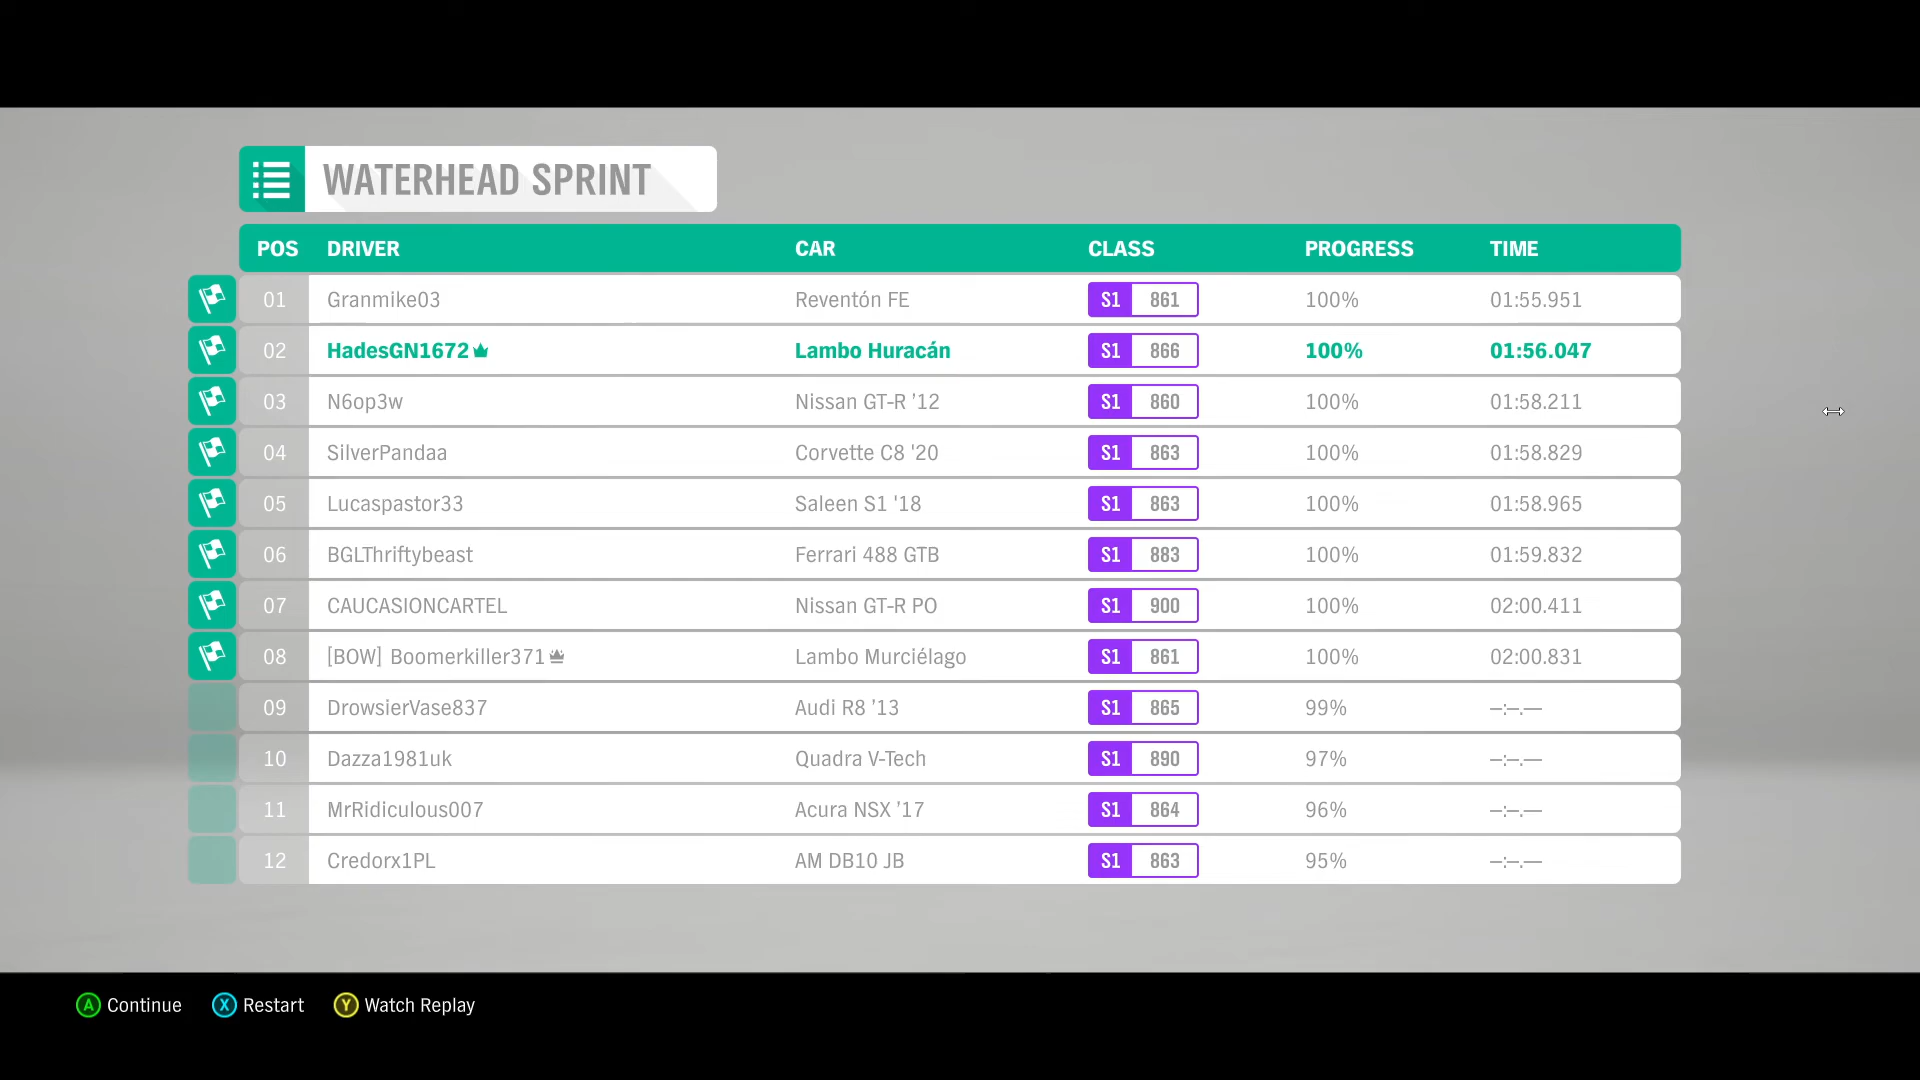 WATERHEAD SPRINT
POS DRIVER CAR CLASS PROGRESS TIME
01 Granmike03 Reventón FE S1 861 100% 01:55.951
02 HadesGN1672 Lambo Huracán S1 866 100% 01:56.047
03 N6op3w Nissan GT-R ’12 S1 860 100% 01:58.211
04 SilverPandaa Corvette C8 '20 S1 863 100% 01:58.829
05 Lucaspastor33 Saleen S1 '18 S1 863 100% 01:58.965
06 BGLThriftybeast Ferrari 488 GTB S1 883 100% 01:59.832
07 CAUCASIONCARTEL Nissan GT-R PO S1 900 100% 02:00.411
08 [BOW] Boomerkiller371 Lambo Murciélago S1 861 100% 02:00.831
09 DrowsierVase837 Audi R8 ’13 S1 865 99% —:—.—
10 Dazza1981uk Quadra V-Tech S1 890 97% —:—.—
11 MrRidiculous007 Acura NSX ’17 S1 864 96% —:—.—
12 Credorx1PL AM DB10 JB S1 863 95% —:—.—
A Continue X Restart Y Watch Replay